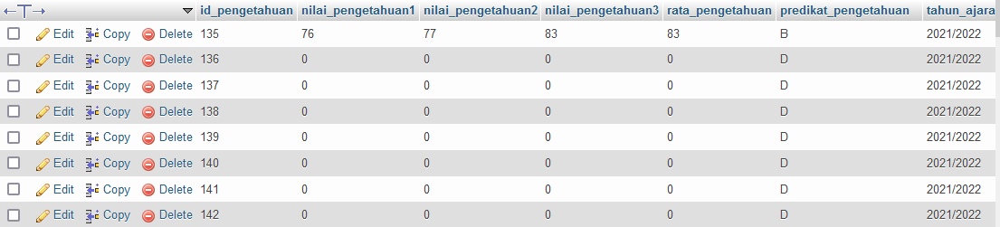 id_pengetahuan nilai_pengetahuan1 nilai_pengetahuan2 nilai_pengetahuan3 rata_pengetahuan predikat_pengetahuan tahun_ajara
Edit Copy Delete 135 76 77 83 83 B 2021/2022
Edit Copy Delete 136 0 0 0 0 D 2021/2022
Edit Copy Delete 137 0 0 0 0 D 2021/2022
Edit Copy Delete 138 0 0 0 0 D 2021/2022
Edit Copy Delete 139 0 0 0 0 D 2021/2022
Edit Copy Delete 140 0 0 0 0 D 2021/2022
Edit Copy Delete 141 0 0 0 0 D 2021/2022
Edit Copy Delete 142 0 0 0 0 D 2021/2022